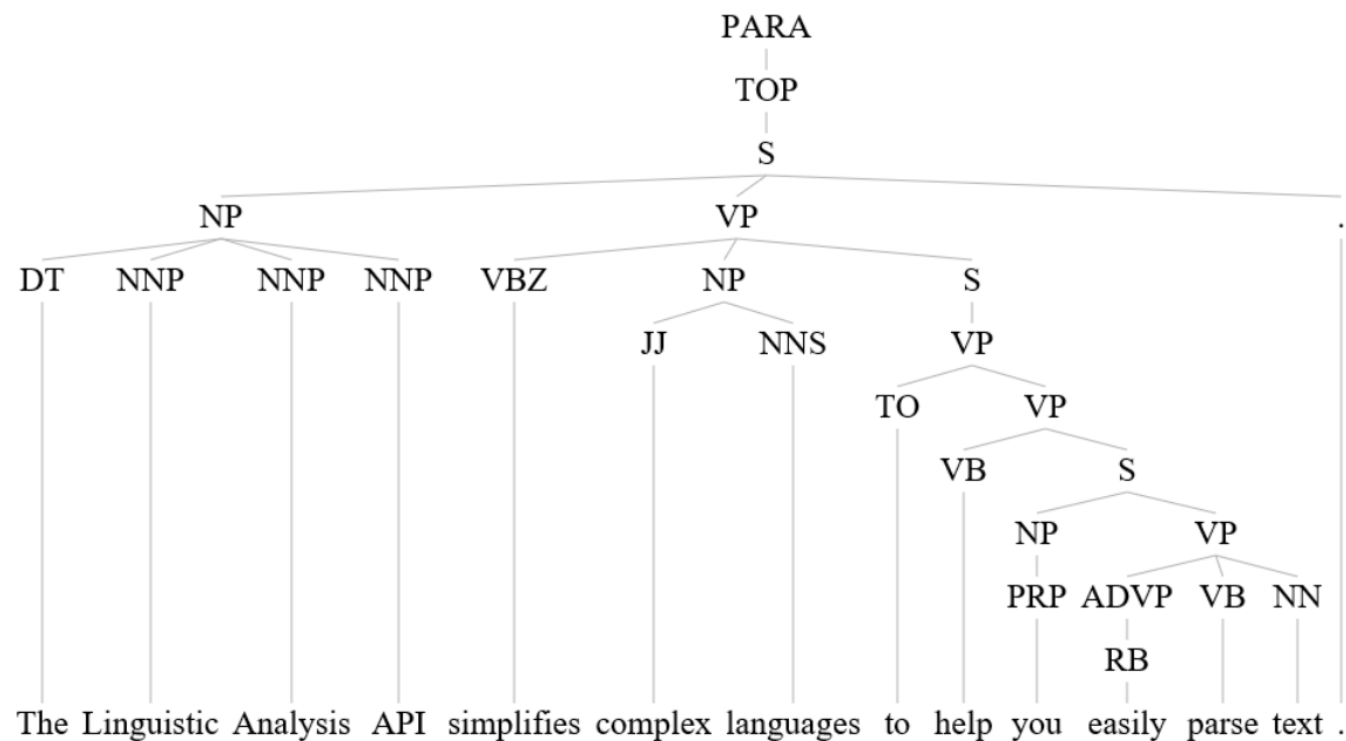 PARA
TOP
S
NP VP .
DT NNP NNP NNP VBZ NP S
JJ NNS VP
TO VP
VB S
NP VP
PRP ADVP VB NN
RB
The Linguistic Analysis API simplifies complex languages to help you easily parse text .